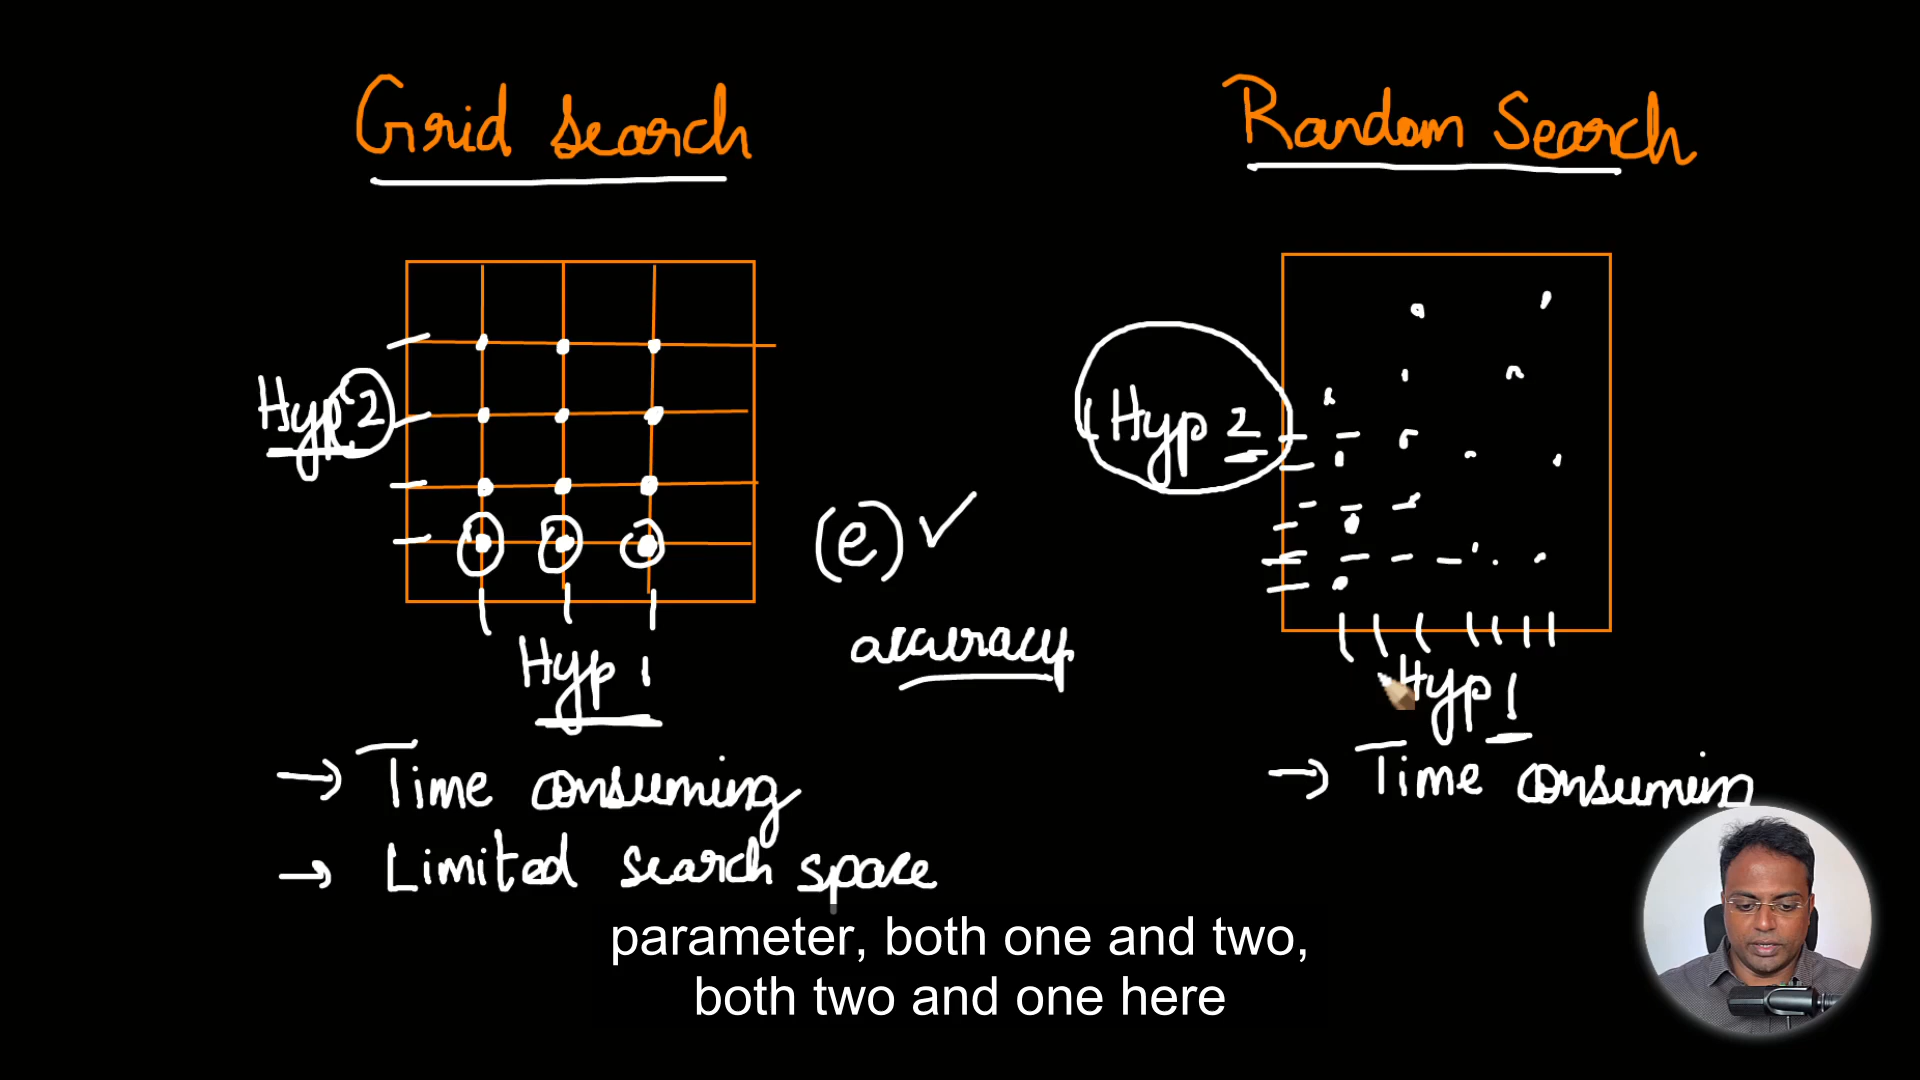 Grid Search
Random Search
Hyp 2
Hyp 2
(e) ✓
accuracy
Hyp 1
Hyp 1
→ Time consuming
→ Time consuming
→ Limited search space
parameter, both one and two,
both two and one here